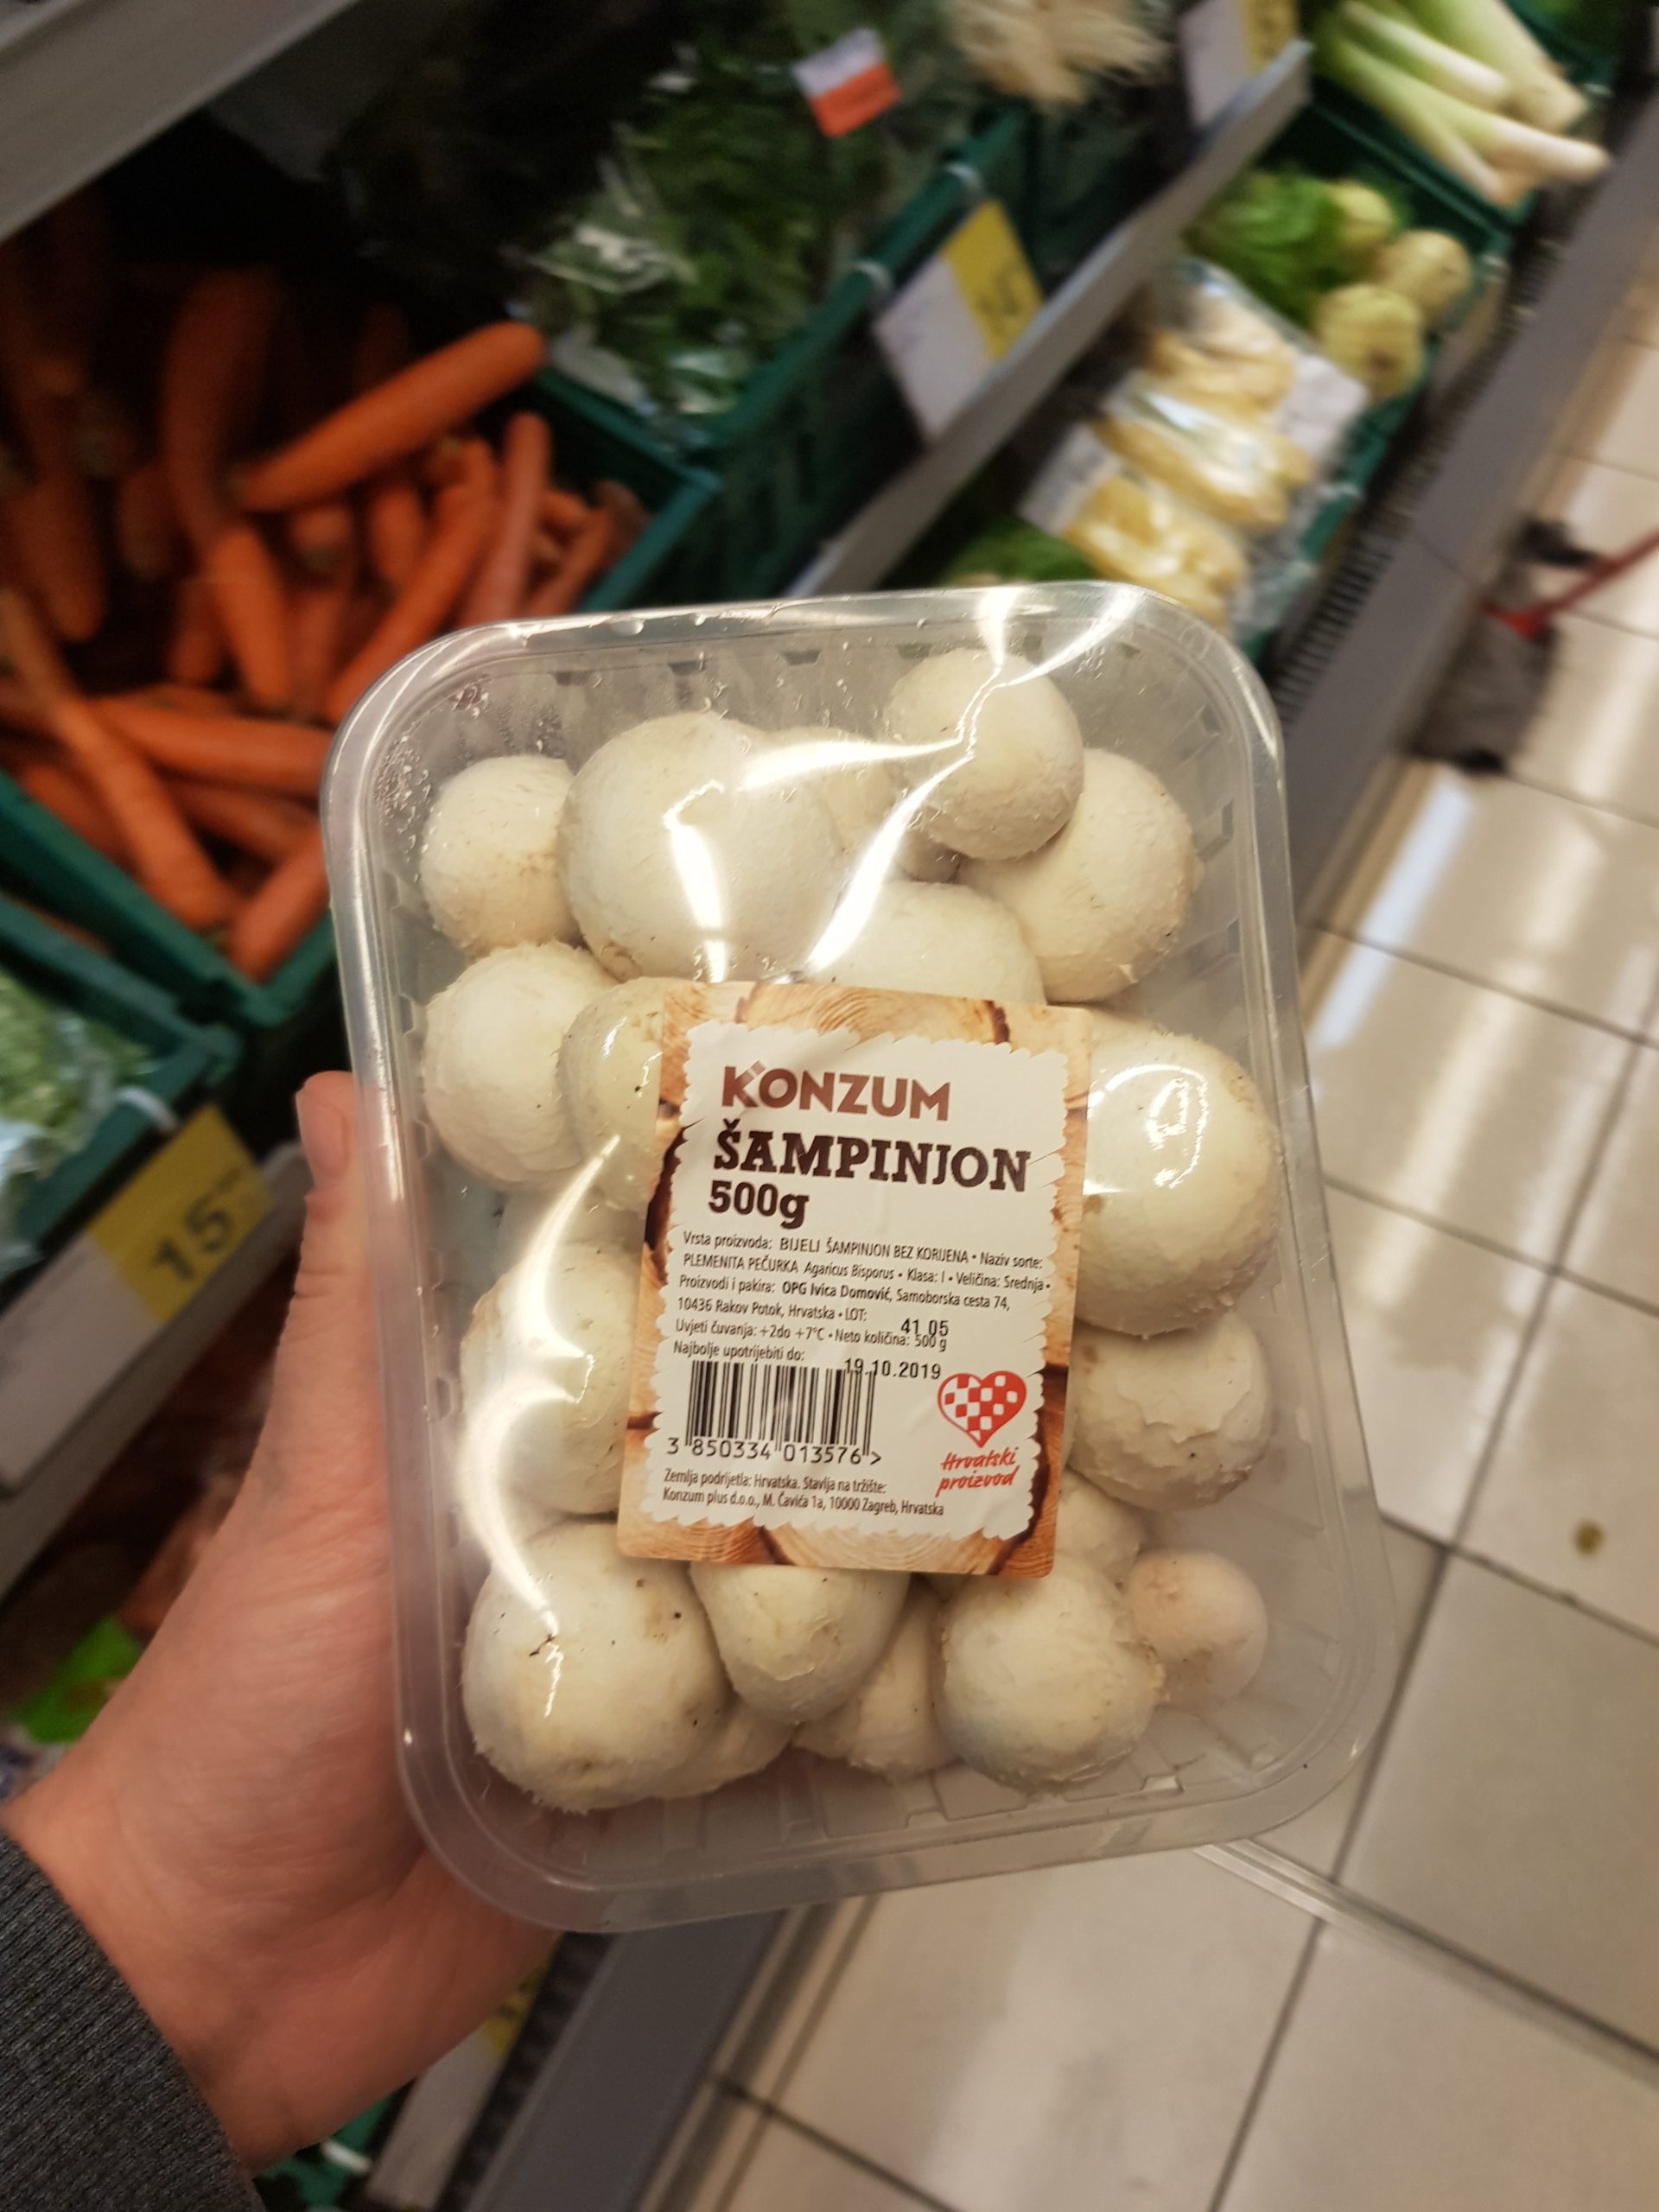 KONZUM
ŠAMPINJON
500g
Vrsta proizvoda: BIJELI ŠAMPINJON BEZ KORIJENA • Naziv sorte:
PLEMENITA PEČURKA Agaricus Bisporus • Klasa: I • Veličina: Srednja •
Proizvodi i pakira: OPG Ivica Domović, Samoborska cesta 74,
10436 Rakov Potok, Hrvatska • LOT:
41 05
Uvjeti čuvanja: +2do +7°C • Neto količina: 500 g
Najbolje upotrijebiti do:
19.10.2019
3 850334 013576 >
Hrvatski
proizvod
Zemlja podrijetla: Hrvatska. Stavlja na tržište:
Konzum plus d.o.o., M. Čavića 1a, 10000 Zagreb, Hrvatska
15